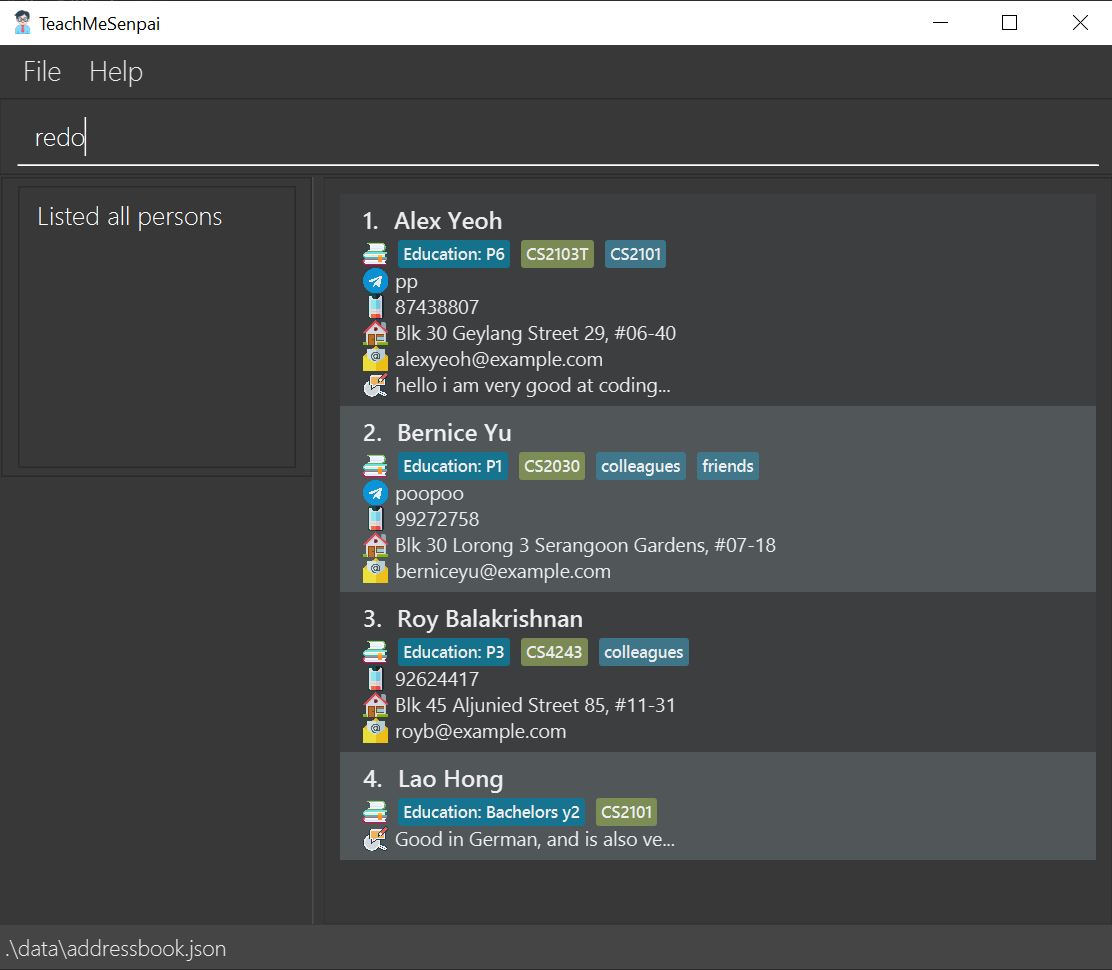 TeachMeSenpai
File Help
redo
Listed all persons
1. Alex Yeoh
Education: P6 CS2103T CS2101
pp
87438807
Blk 30 Geylang Street 29, #06-40
alexyeoh@example.com
hello i am very good at coding...
2. Bernice Yu
Education: P1 CS2030 colleagues friends
poopoo
99272758
Blk 30 Lorong 3 Serangoon Gardens, #07-18
berniceyu@example.com
3. Roy Balakrishnan
Education: P3 CS4243 colleagues
92624417
Blk 45 Aljunied Street 85, #11-31
royb@example.com
4. Lao Hong
Education: Bachelors y2 CS2101
Good in German, and is also ve...
.\data\addressbook.json